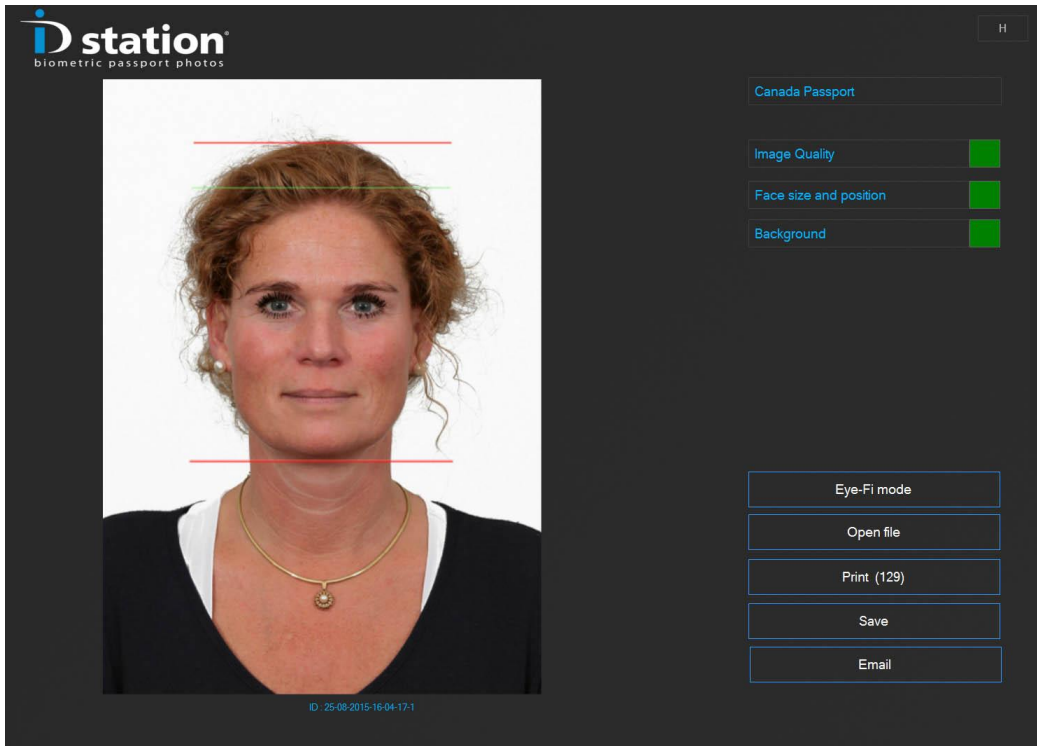 iD station®
biometric passport photos
H
Canada Passport
Image Quality
Face size and position
Background
Eye-Fi mode
Open file
Print (129)
Save
Email
ID : 25-08-2015-16-04-17-1